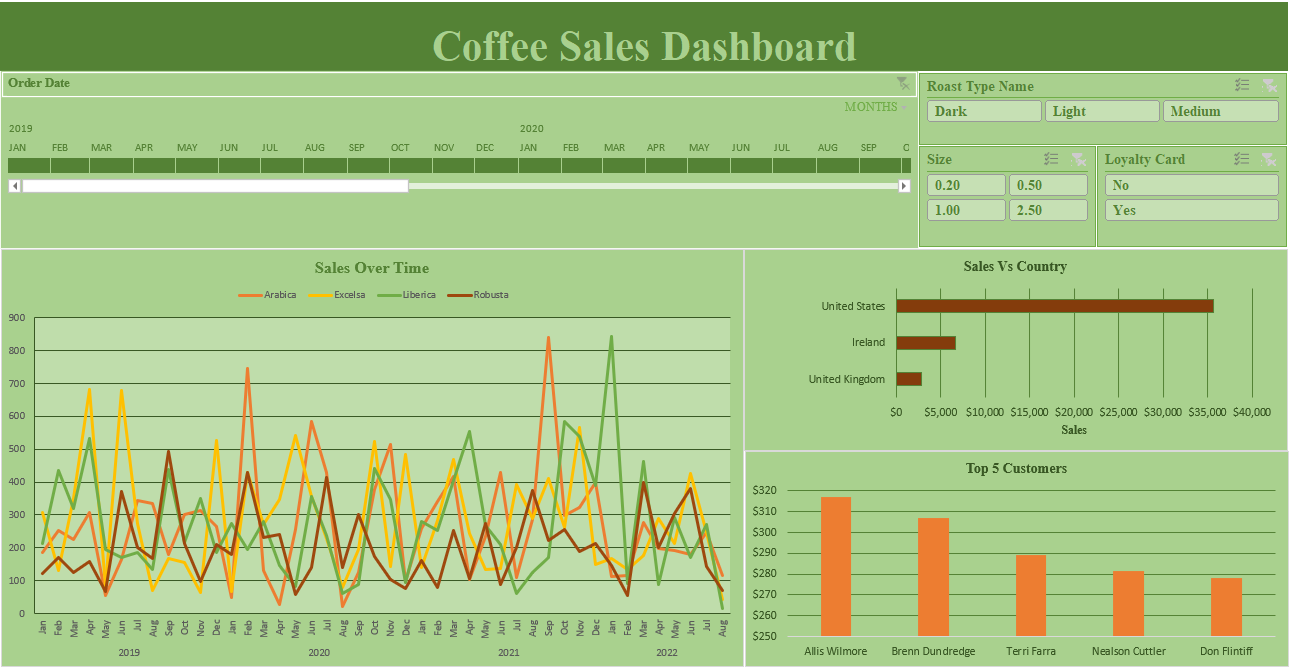 Coffee Sales Dashboard
Order Date
MONTHS
2019 2020
JAN FEB MAR APR MAY JUN JUL AUG SEP OCT NOV DEC JAN FEB MAR APR MAY JUN JUL AUG SEP O
Roast Type Name
Dark Light Medium
Size
0.20 0.50
1.00 2.50
Loyalty Card
No
Yes
Sales Over Time
Arabica Excelsa Liberica Robusta
900
800
700
600
500
400
300
200
100
0
Jan Feb Mar Apr May Jun Jul Aug Sep Oct Nov Dec Jan Feb Mar Apr May Jun Jul Aug Sep Oct Nov Dec Jan Feb Mar Apr May Jun Jul Aug Sep Oct Nov Dec Jan Feb Mar Apr May Jun Jul Aug
2019 2020 2021 2022
Sales Vs Country
United States
Ireland
United Kingdom
$0 $5,000 $10,000 $15,000 $20,000 $25,000 $30,000 $35,000 $40,000
Sales
Top 5 Customers
$320
$310
$300
$290
$280
$270
$260
$250
Allis Wilmore Brenn Dundredge Terri Farra Nealson Cuttler Don Flintiff